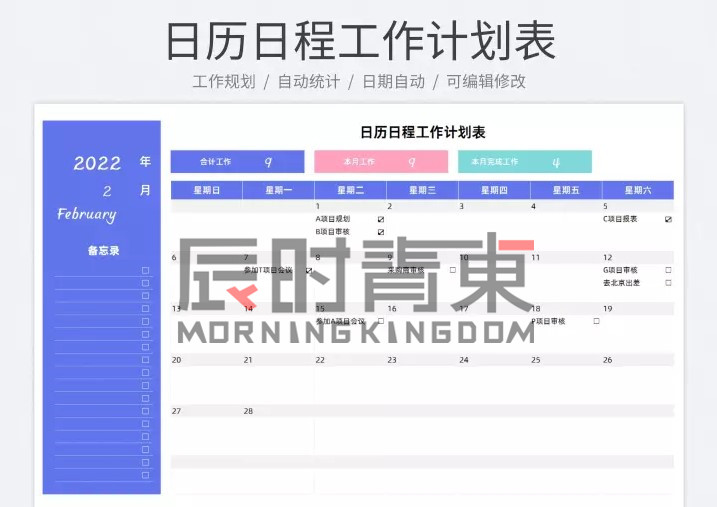 日历日程工作计划表
工作规划 / 自动统计 / 日期自动 / 可编辑修改
日历日程工作计划表
2022 年
2 月
February
备忘录
合计工作 9 本月工作 9 本月完成工作 4
星期日 星期一 星期二 星期三 星期四 星期五 星期六
1 2 3 4 5
A项目规划 C项目报表
B项目审核
6 7 8 9 10 11 12
参加T项目会议 采购商审核 G项目审核
去北京出差
13 14 15 16 17 18 19
参加A项目会议 P项目审核
20 21 22 23 24 25 26
27 28
辰时青東
MORNINGKINGDOM